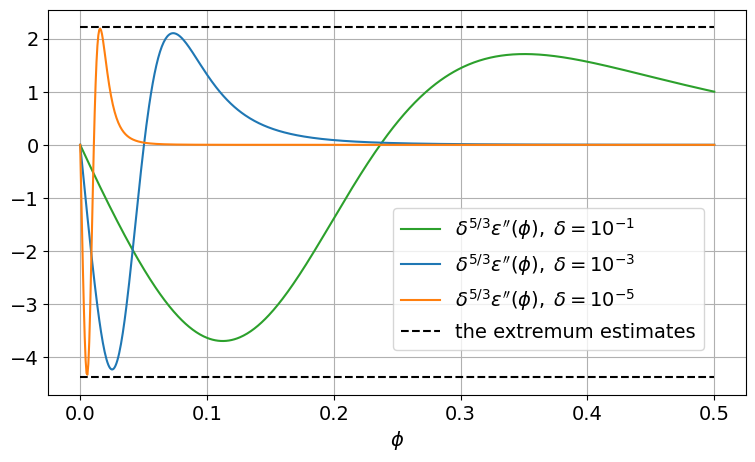 2
1
0
−1
−2
−3
−4
δ^{5/3}ε″(ϕ), δ = 10^{−1}
δ^{5/3}ε″(ϕ), δ = 10^{−3}
δ^{5/3}ε″(ϕ), δ = 10^{−5}
the extremum estimates
0.0 0.1 0.2 0.3 0.4 0.5
ϕ